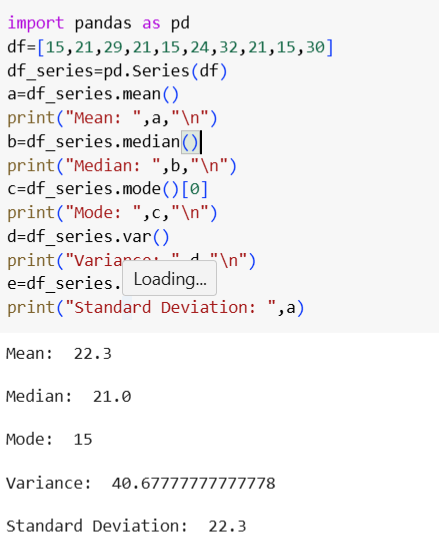 import pandas as pd
df=[15,21,29,21,15,24,32,21,15,30]
df_series=pd.Series(df)
a=df_series.mean()
print("Mean: ",a,"\n")
b=df_series.median()
print("Median: ",b,"\n")
c=df_series.mode()[0]
print("Mode: ",c,"\n")
d=df_series.var()
print("Variance: ",d,"\n")
e=df_series.
Loading...
print("Standard Deviation: ",a)
Mean:  22.3
Median:  21.0
Mode:  15
Variance:  40.67777777777778
Standard Deviation:  22.3